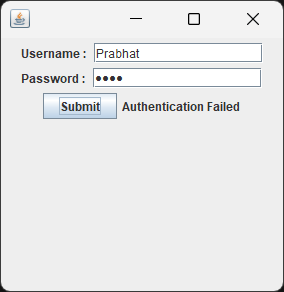 Username : Prabhat
Password : ●●●●
Submit Authentication Failed